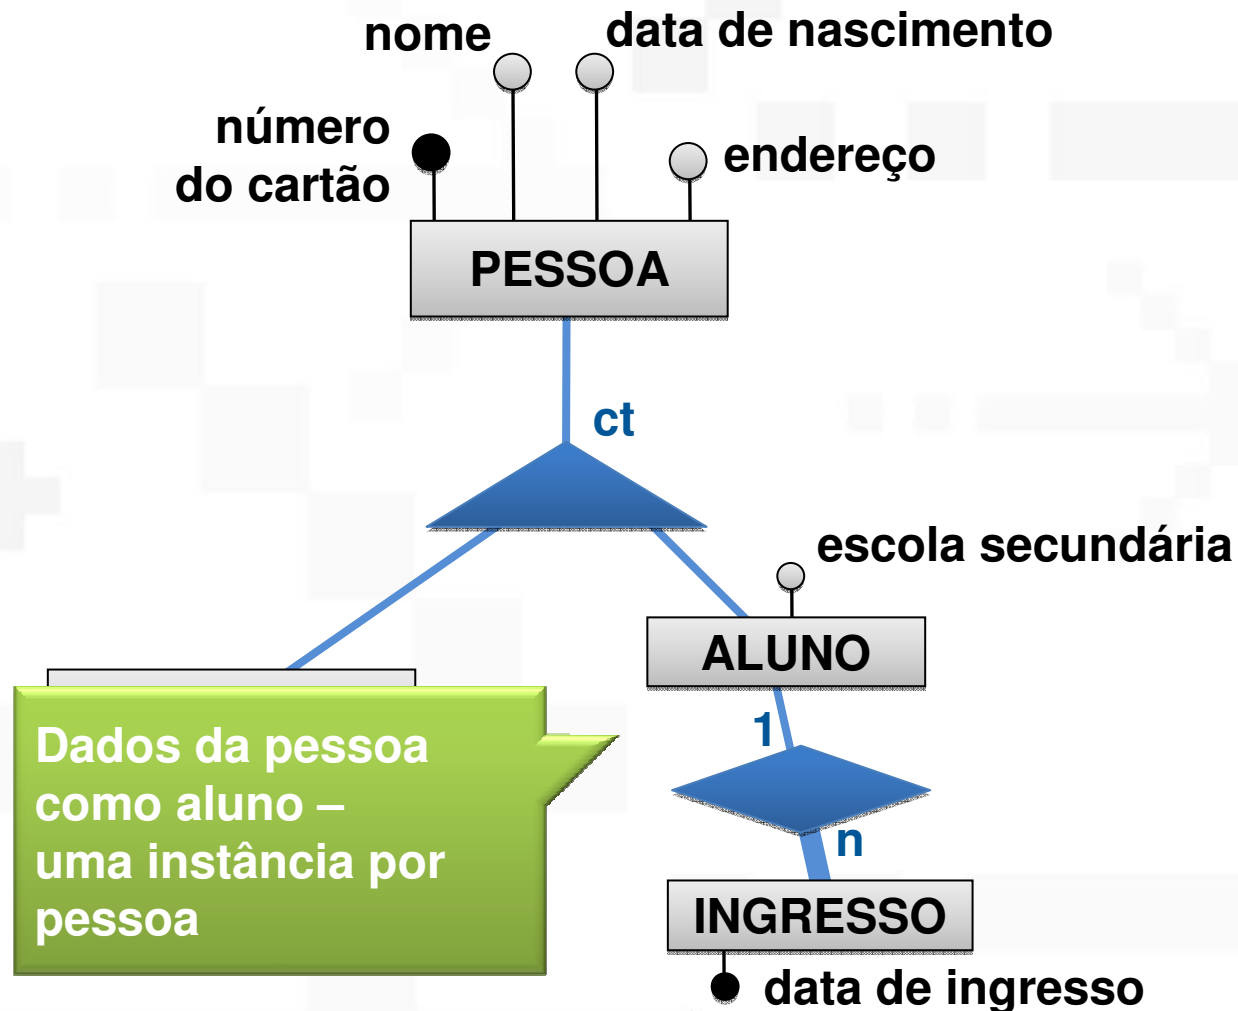 nome
data de nascimento
número
do cartão
endereço
PESSOA
ct
escola secundária
ALUNO
Dados da pessoa
como aluno –
uma instância por
pessoa
1
n
INGRESSO
data de ingresso